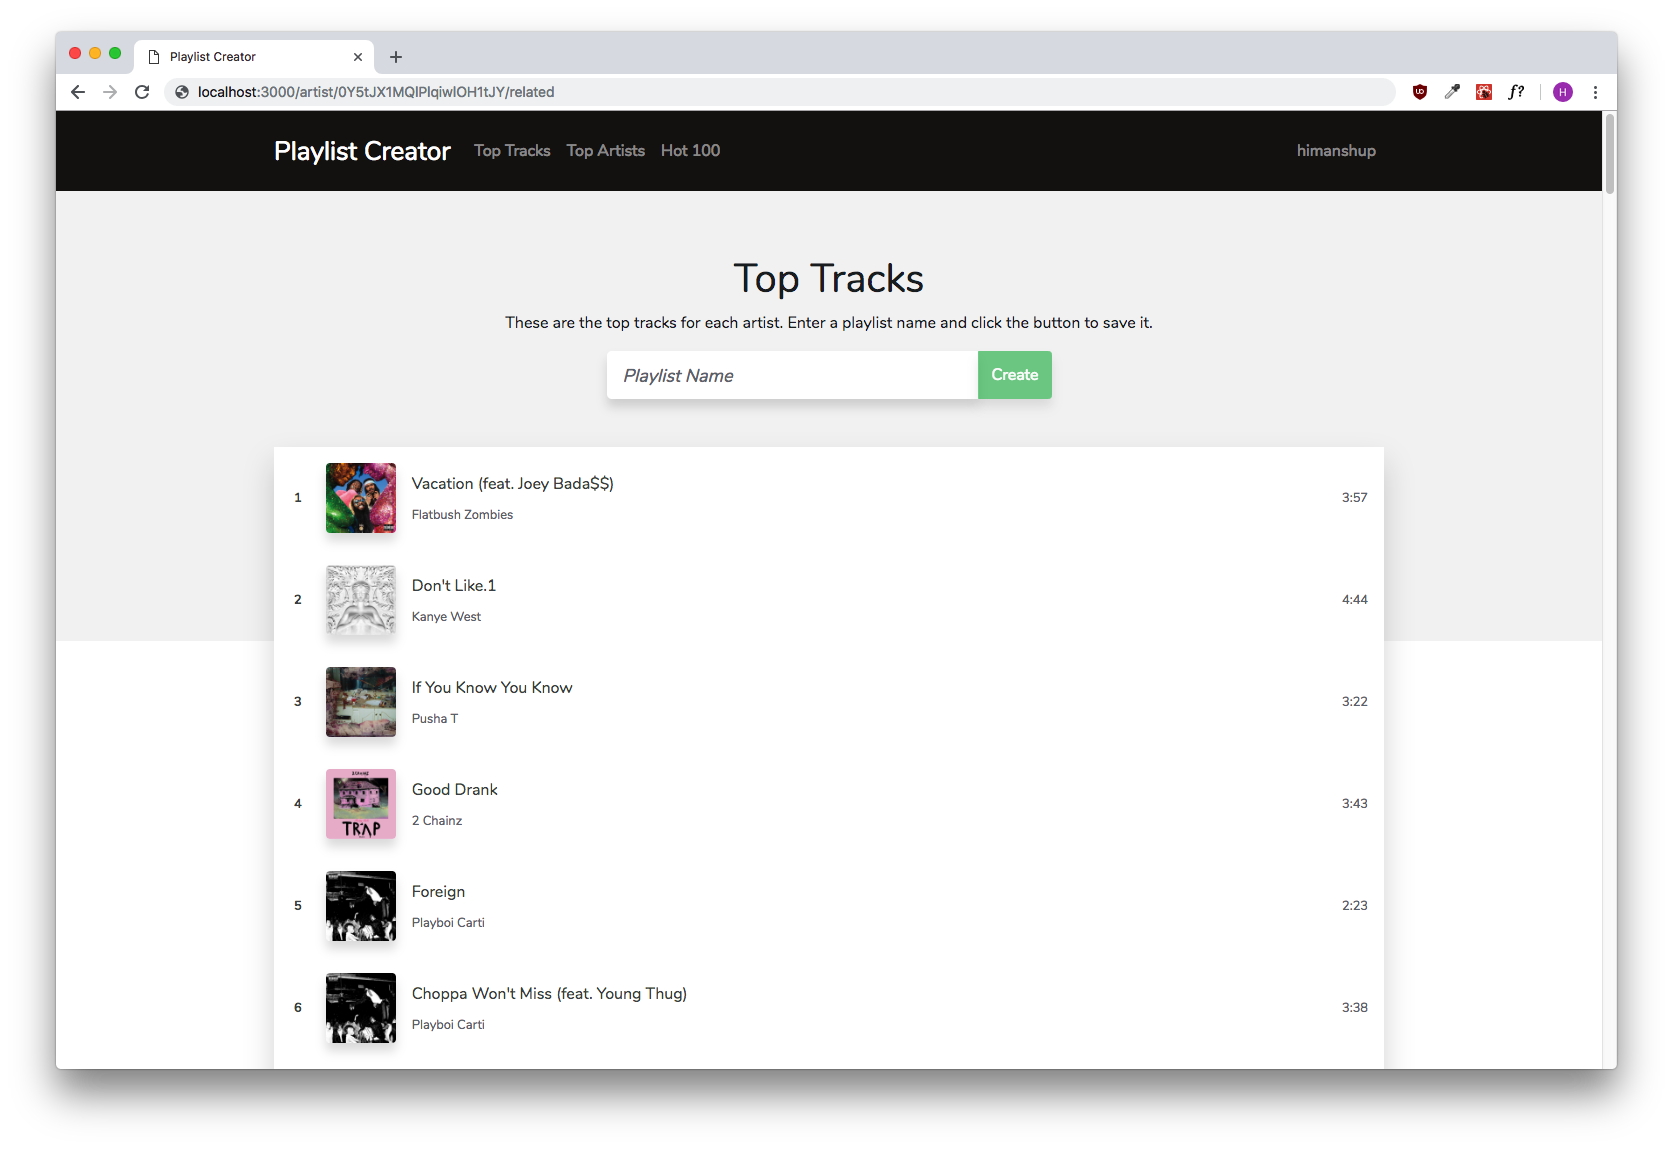 Playlist Creator
localhost:3000/artist/0Y5tJX1MQlPlqiwlOH1tJY/related
f?
H
Playlist Creator
Top Tracks
Top Artists
Hot 100
himanshup
Top Tracks
These are the top tracks for each artist. Enter a playlist name and click the button to save it.
Playlist Name
Create
1
Vacation (feat. Joey Bada$$)
Flatbush Zombies
3:57
2
Don't Like.1
Kanye West
4:44
3
If You Know You Know
Pusha T
3:22
4
TRAP
Good Drank
2 Chainz
3:43
5
Foreign
Playboi Carti
2:23
6
Choppa Won't Miss (feat. Young Thug)
Playboi Carti
3:38